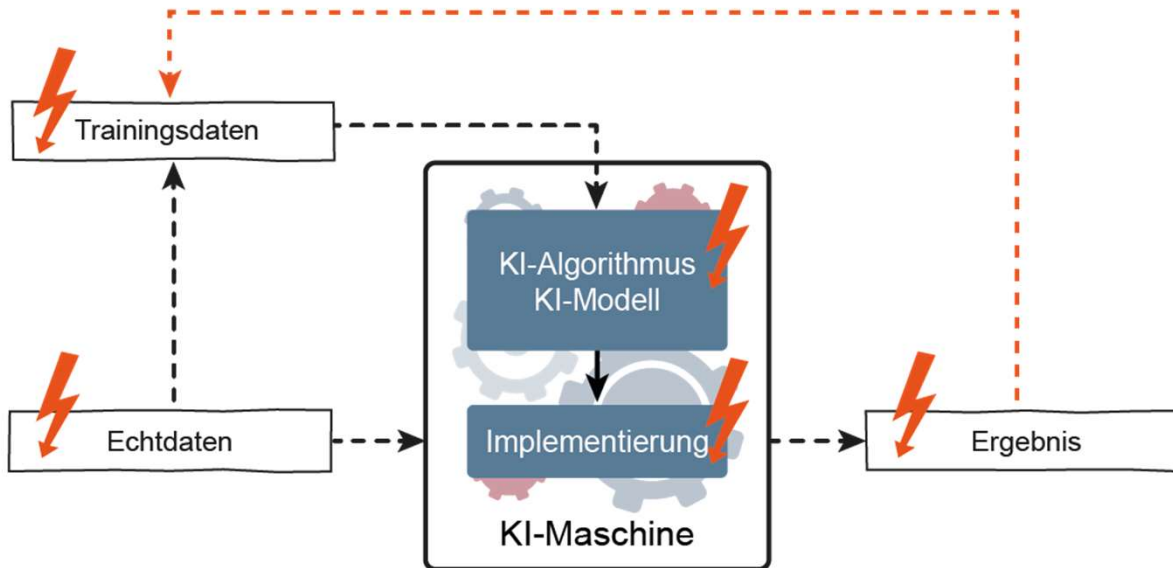 Trainingsdaten
KI-Algorithmus
KI-Modell
Echtdaten
Implementierung
Ergebnis
KI-Maschine